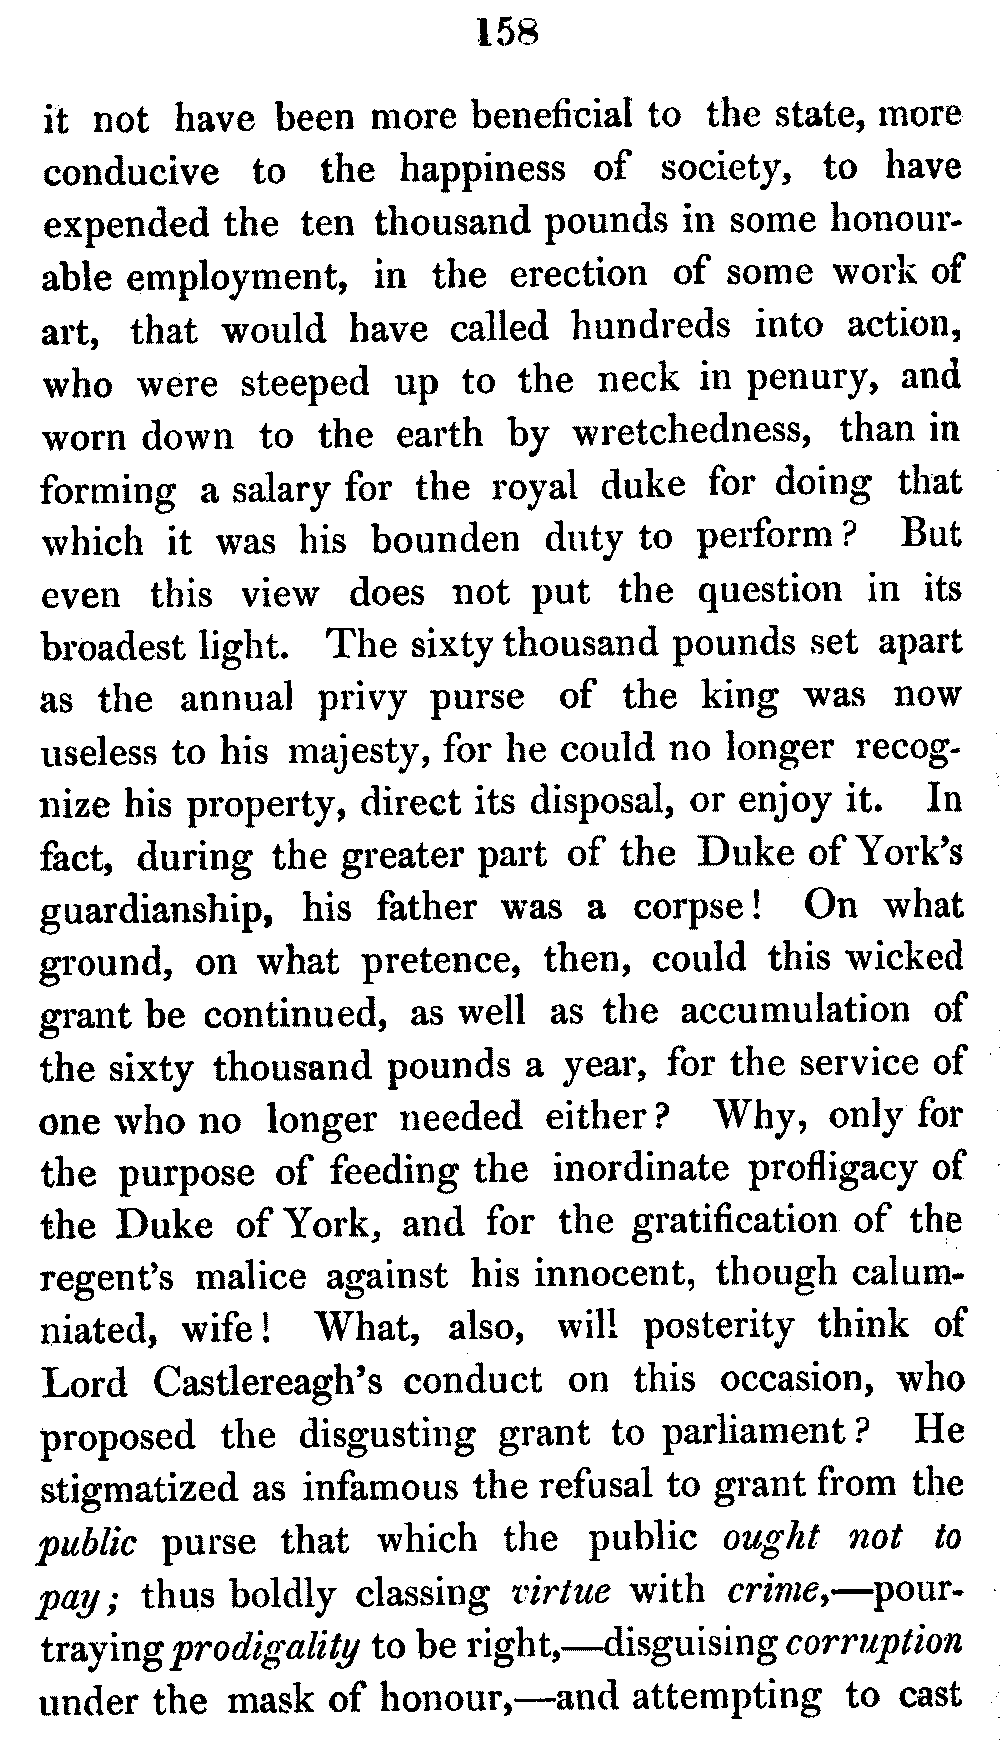 158
it not have been more beneficial to the state, more
conducive to the happiness of society, to have
expended the ten thousand pounds in some honour-
able employment, in the erection of some work of
art, that would have called hundreds into action,
who were steeped up to the neck in penury, and
worn down to the earth by wretchedness, than in
forming a salary for the royal duke for doing that
which it was his bounden duty to perform? But
even this view does not put the question in its
broadest light. The sixty thousand pounds set apart
as the annual privy purse of the king was now
useless to his majesty, for he could no longer recog-
nize his property, direct its disposal, or enjoy it. In
fact, during the greater part of the Duke of York's
guardianship, his father was a corpse! On what
ground, on what pretence, then, could this wicked
grant be continued, as well as the accumulation of
the sixty thousand pounds a year, for the service of
one who no longer needed either? Why, only for
the purpose of feeding the inordinate profligacy of
the Duke of York, and for the gratification of the
regent's malice against his innocent, though calum-
niated, wife! What, also, will posterity think of
Lord Castlereagh's conduct on this occasion, who
proposed the disgusting grant to parliament? He
stigmatized as infamous the refusal to grant from the
public purse that which the public ought not to
pay; thus boldly classing virtue with crime,—pour-
traying prodigality to be right,—disguising corruption
under the mask of honour,—and attempting to cast